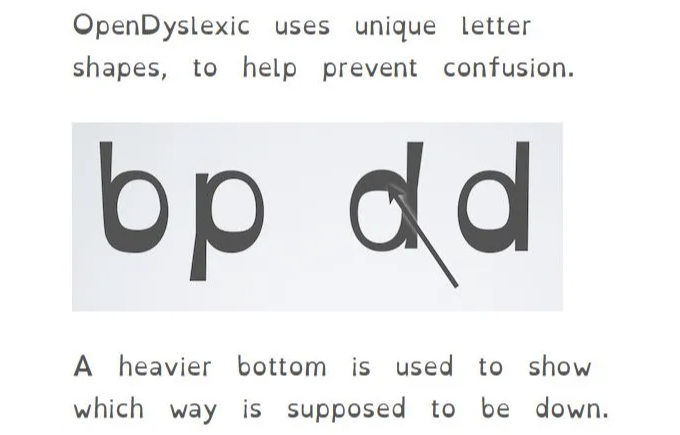 OpenDyslexic uses unique letter
shapes, to help prevent confusion.
bp dd
A heavier bottom is used to show
which way is supposed to be down.